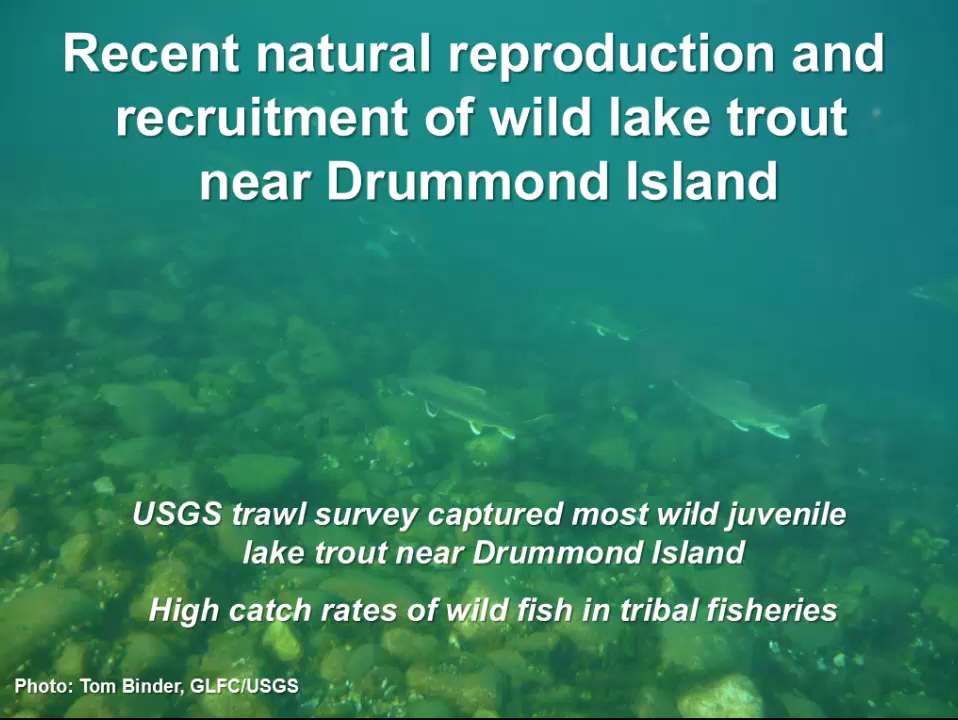 Recent natural reproduction and
recruitment of wild lake trout
near Drummond Island
USGS trawl survey captured most wild juvenile
lake trout near Drummond Island
High catch rates of wild fish in tribal fisheries
Photo: Tom Binder, GLFC/USGS